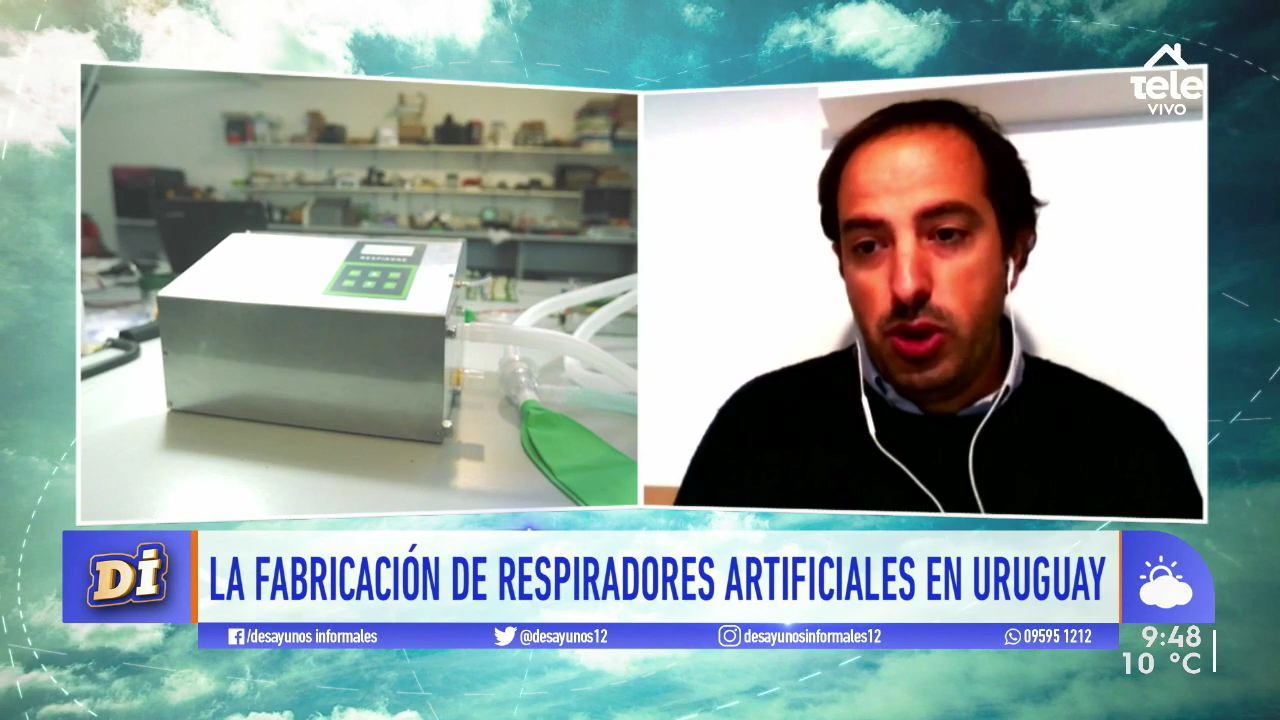 tele
VIVO
RESPIRONE
Di
LA FABRICACIÓN DE RESPIRADORES ARTIFICIALES EN URUGUAY
/desayunos informales
@desayunos12
desayunosinformales12
09595 1212
9:48
10 °C